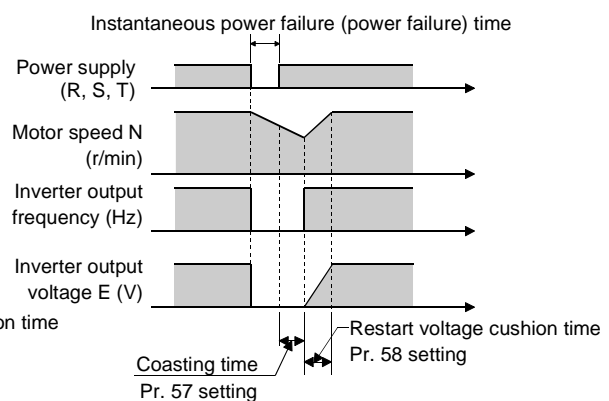 Instantaneous power failure (power failure) time
Power supply
(R, S, T)
Motor speed N
(r/min)
Inverter output
frequency (Hz)
Inverter output
voltage E (V)
on time
Restart voltage cushion time
Pr. 58 setting
Coasting time
Pr. 57 setting